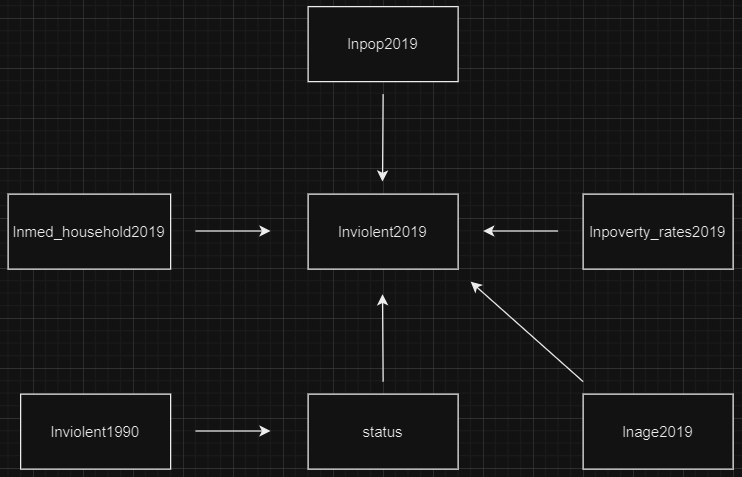 lnpop2019
lnmed_household2019
lnviolent2019
lnpoverty_rates2019
lnviolent1990
status
lnage2019